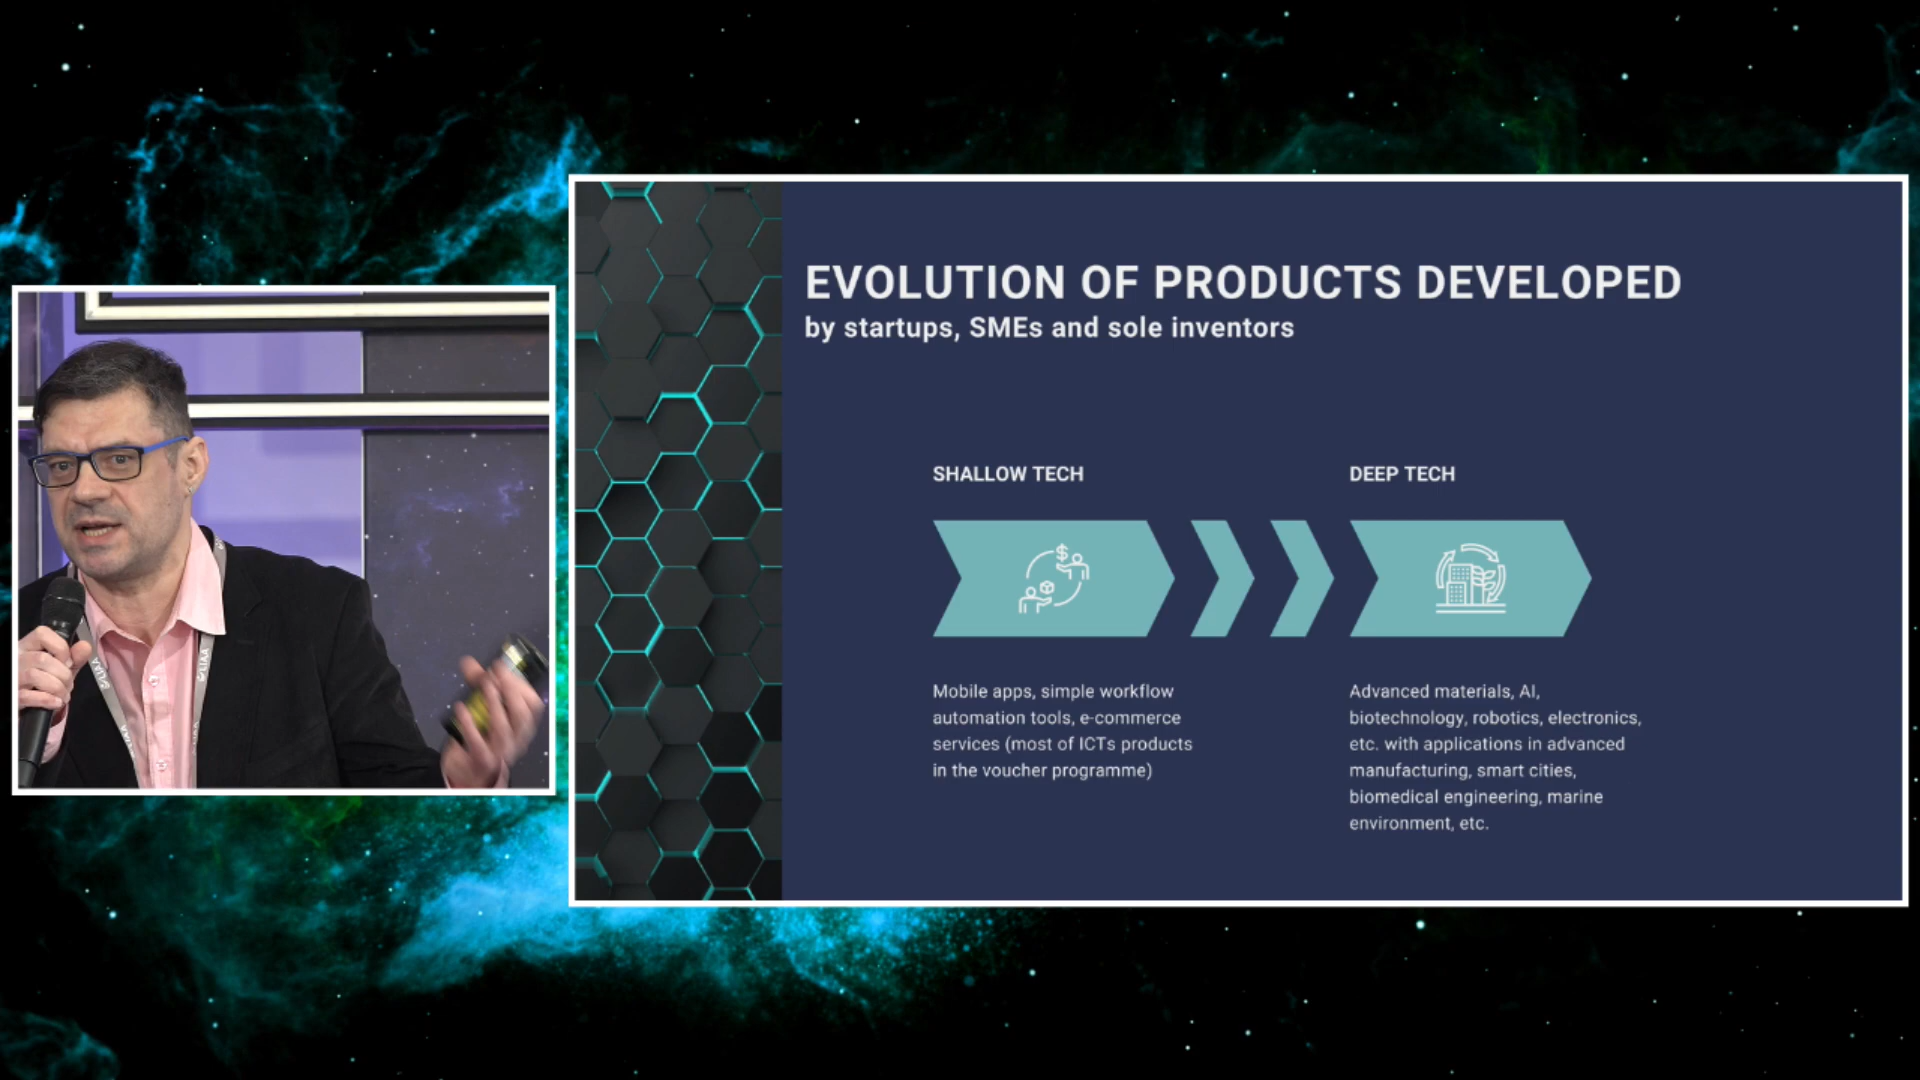 EVOLUTION OF PRODUCTS DEVELOPED
by startups, SMEs and sole inventors
SHALLOW TECH
DEEP TECH
Mobile apps, simple workflow
automation tools, e-commerce
services (most of ICTs products
in the voucher programme)
Advanced materials, AI,
biotechnology, robotics, electronics,
etc. with applications in advanced
manufacturing, smart cities,
biomedical engineering, marine
environment, etc.
$
LIAA
LIAA